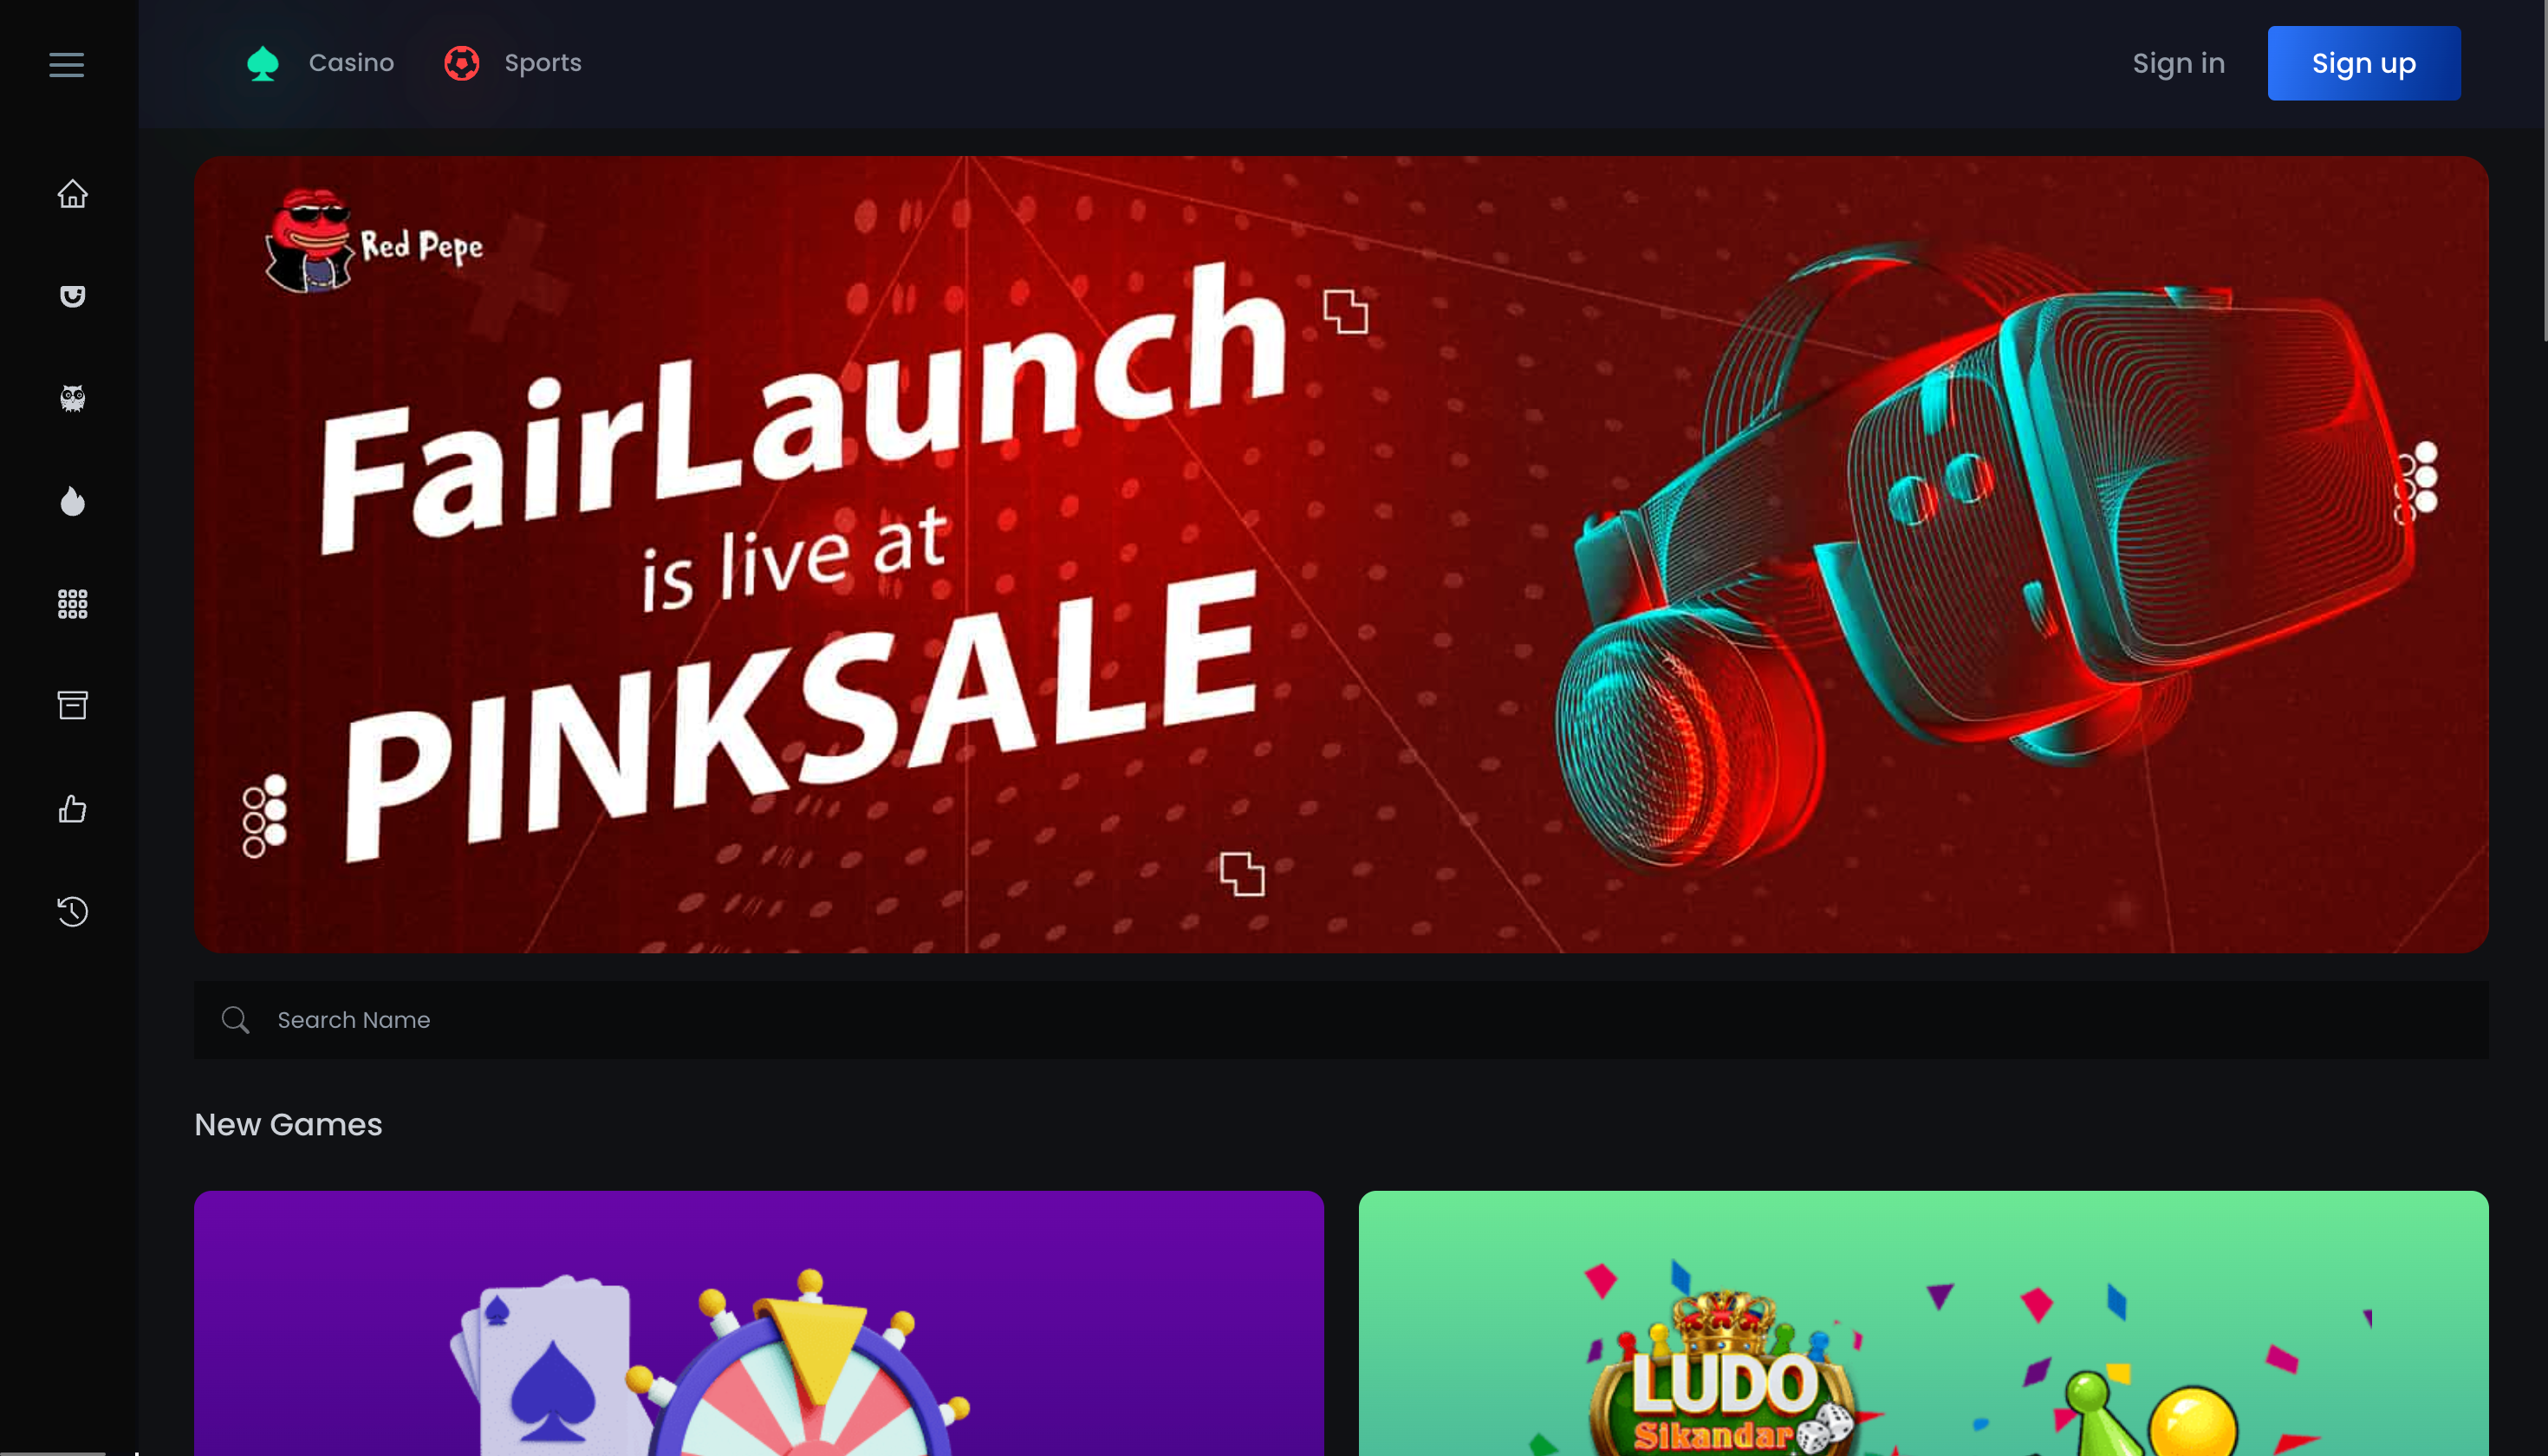 Casino
Sports
Sign in
Sign up
Red Pepe
FairLaunch
is live at
PINKSALE
Search Name
New Games
LUDO
Sikandar